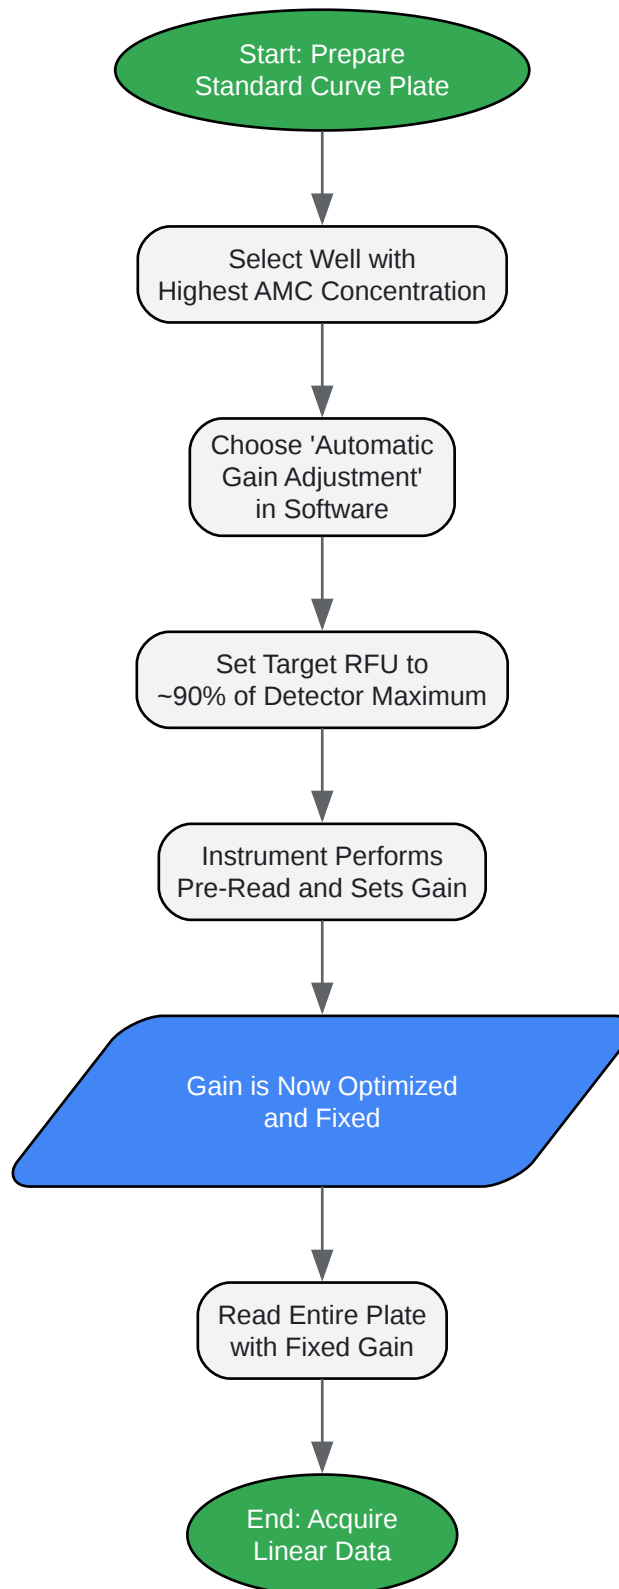 Start: Prepare
Standard Curve Plate
Select Well with
Highest AMC Concentration
Choose 'Automatic
Gain Adjustment'
in Software
Set Target RFU to
~90% of Detector Maximum
Instrument Performs
Pre-Read and Sets Gain
Gain is Now Optimized
and Fixed
Read Entire Plate
with Fixed Gain
End: Acquire
Linear Data